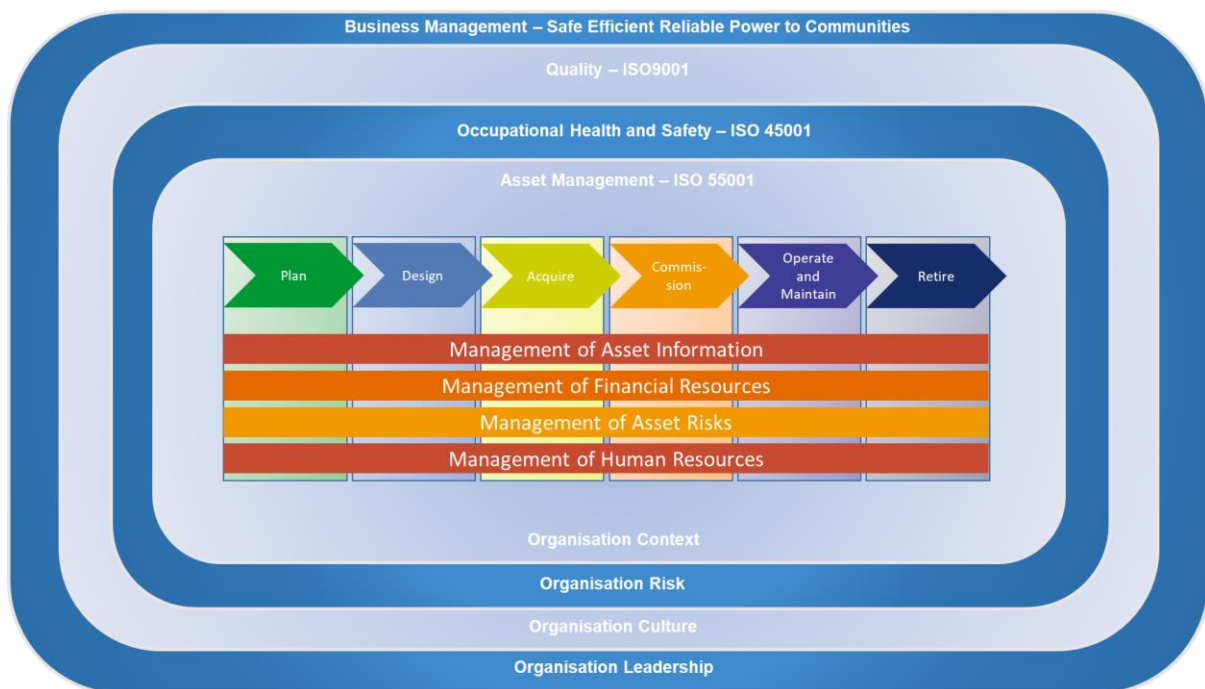 Business Management – Safe Efficient Reliable Power to Communities
Quality – ISO9001
Occupational Health and Safety – ISO 45001
Asset Management – ISO 55001
Plan
Design
Acquire
Commis-
sion
Operate
and
Maintain
Retire
Management of Asset Information
Management of Financial Resources
Management of Asset Risks
Management of Human Resources
Organisation Context
Organisation Risk
Organisation Culture
Organisation Leadership